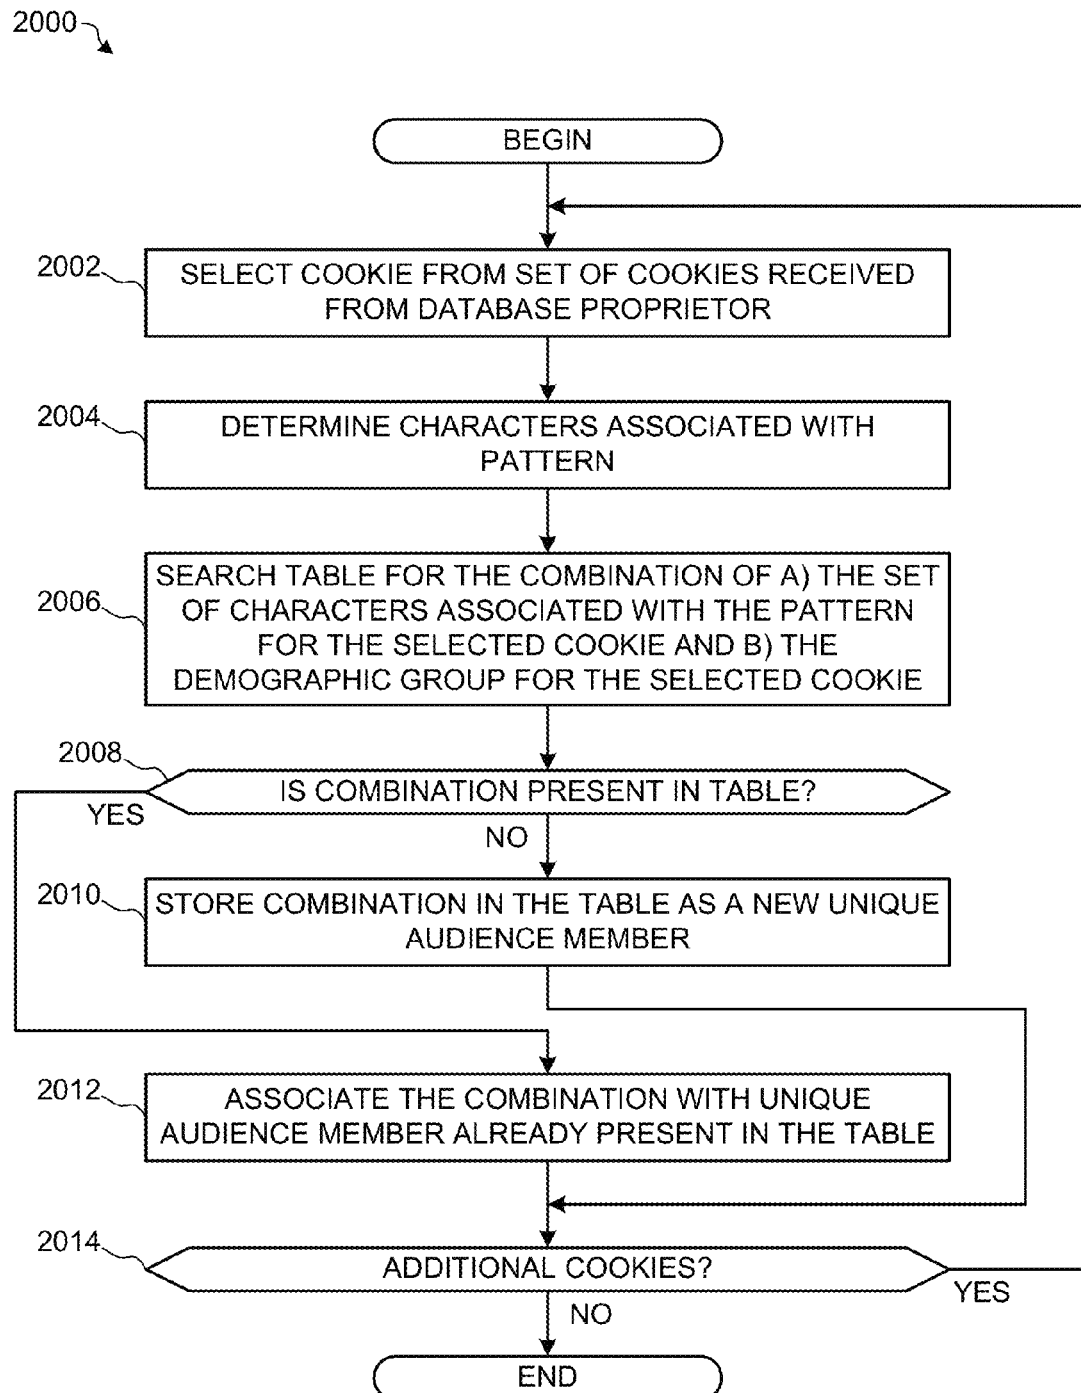 2000
BEGIN
2002
SELECT COOKIE FROM SET OF COOKIES RECEIVED
FROM DATABASE PROPRIETOR
2004
DETERMINE CHARACTERS ASSOCIATED WITH
PATTERN
2006
SEARCH TABLE FOR THE COMBINATION OF A) THE SET
OF CHARACTERS ASSOCIATED WITH THE PATTERN
FOR THE SELECTED COOKIE AND B) THE
DEMOGRAPHIC GROUP FOR THE SELECTED COOKIE
2008
IS COMBINATION PRESENT IN TABLE?
YES
NO
2010
STORE COMBINATION IN THE TABLE AS A NEW UNIQUE
AUDIENCE MEMBER
2012
ASSOCIATE THE COMBINATION WITH UNIQUE
AUDIENCE MEMBER ALREADY PRESENT IN THE TABLE
2014
ADDITIONAL COOKIES?
YES
NO
END